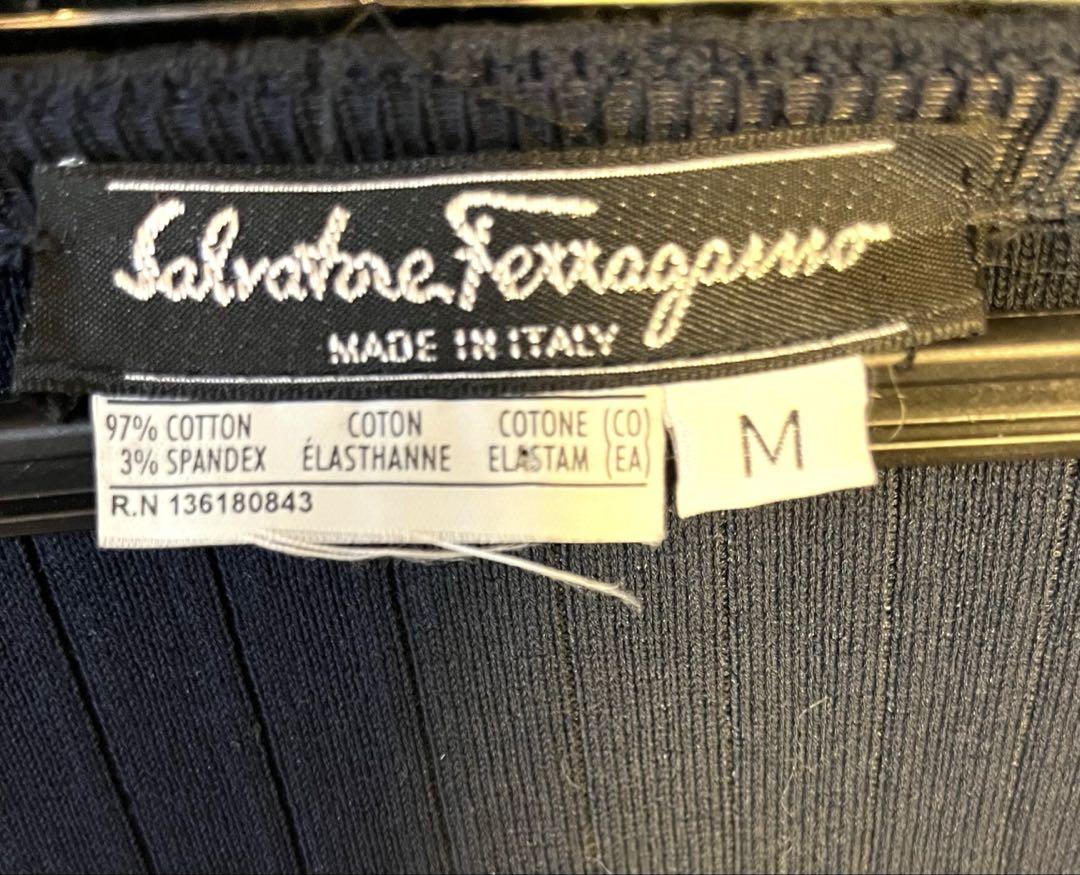 Salvatore Ferragamo
MADE IN ITALY
97% COTTON COTON COTONE (CO)
3% SPANDEX ÉLASTHANNE ELASTAM (EA)
R.N 136180843
M